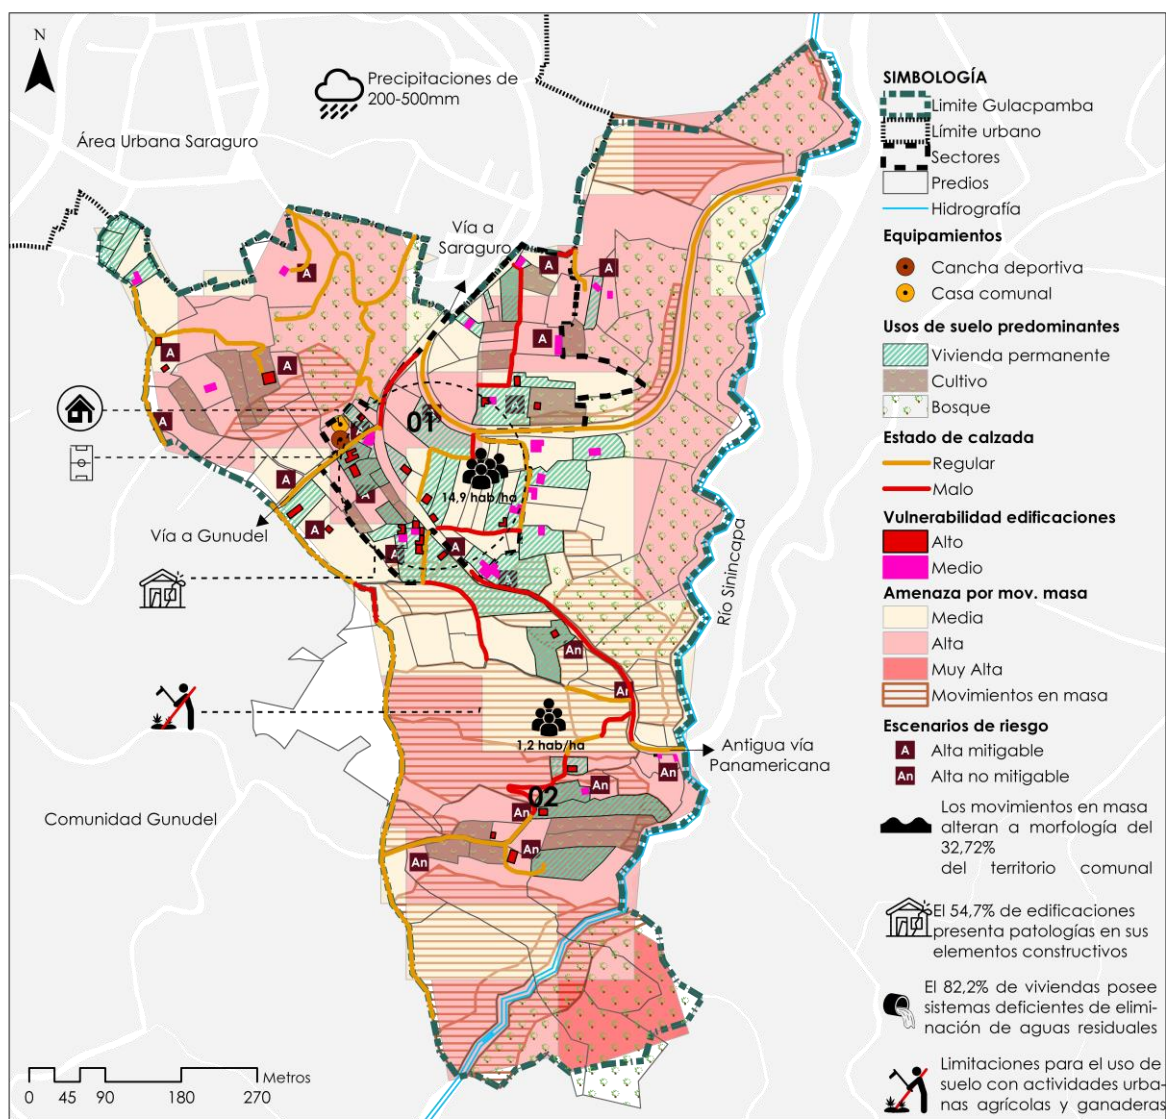 N
Precipitaciones de
200-500mm
Área Urbana Saraguro
Vía a
Saraguro
A
A
A
A
A
A
A
A
01
14,9 hab/ha
A
A
A
A
A
Vía a Gunudel
Río Sinincapa
An
An
1,2 hab/ha
Antigua vía
Panamericana
An
An
02
An
An
An
Comunidad Gunudel
Metros
0 45 90 180 270
SIMBOLOGÍA
Limite Gulacpamba
Límite urbano
Sectores
Predios
Hidrografía
Equipamientos
Cancha deportiva
Casa comunal
Usos de suelo predominantes
Vivienda permanente
Cultivo
Bosque
Estado de calzada
Regular
Malo
Vulnerabilidad edificaciones
Alto
Medio
Amenaza por mov. masa
Media
Alta
Muy Alta
Movimientos en masa
Escenarios de riesgo
A Alta mitigable
An Alta no mitigable
Los movimientos en masa
alteran a morfología del
32,72%
del territorio comunal
El 54,7% de edificaciones
presenta patologías en sus
elementos constructivos
El 82,2% de viviendas posee
sistemas deficientes de elimi-
nación de aguas residuales
Limitaciones para el uso de
suelo con actividades urba-
nas agrícolas y ganaderas